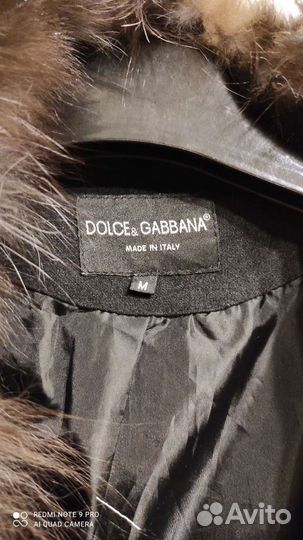 DOLCE & GABBANA®
MADE IN ITALY
M
REDMI NOTE 9 PRO
AI QUAD CAMERA
Avito